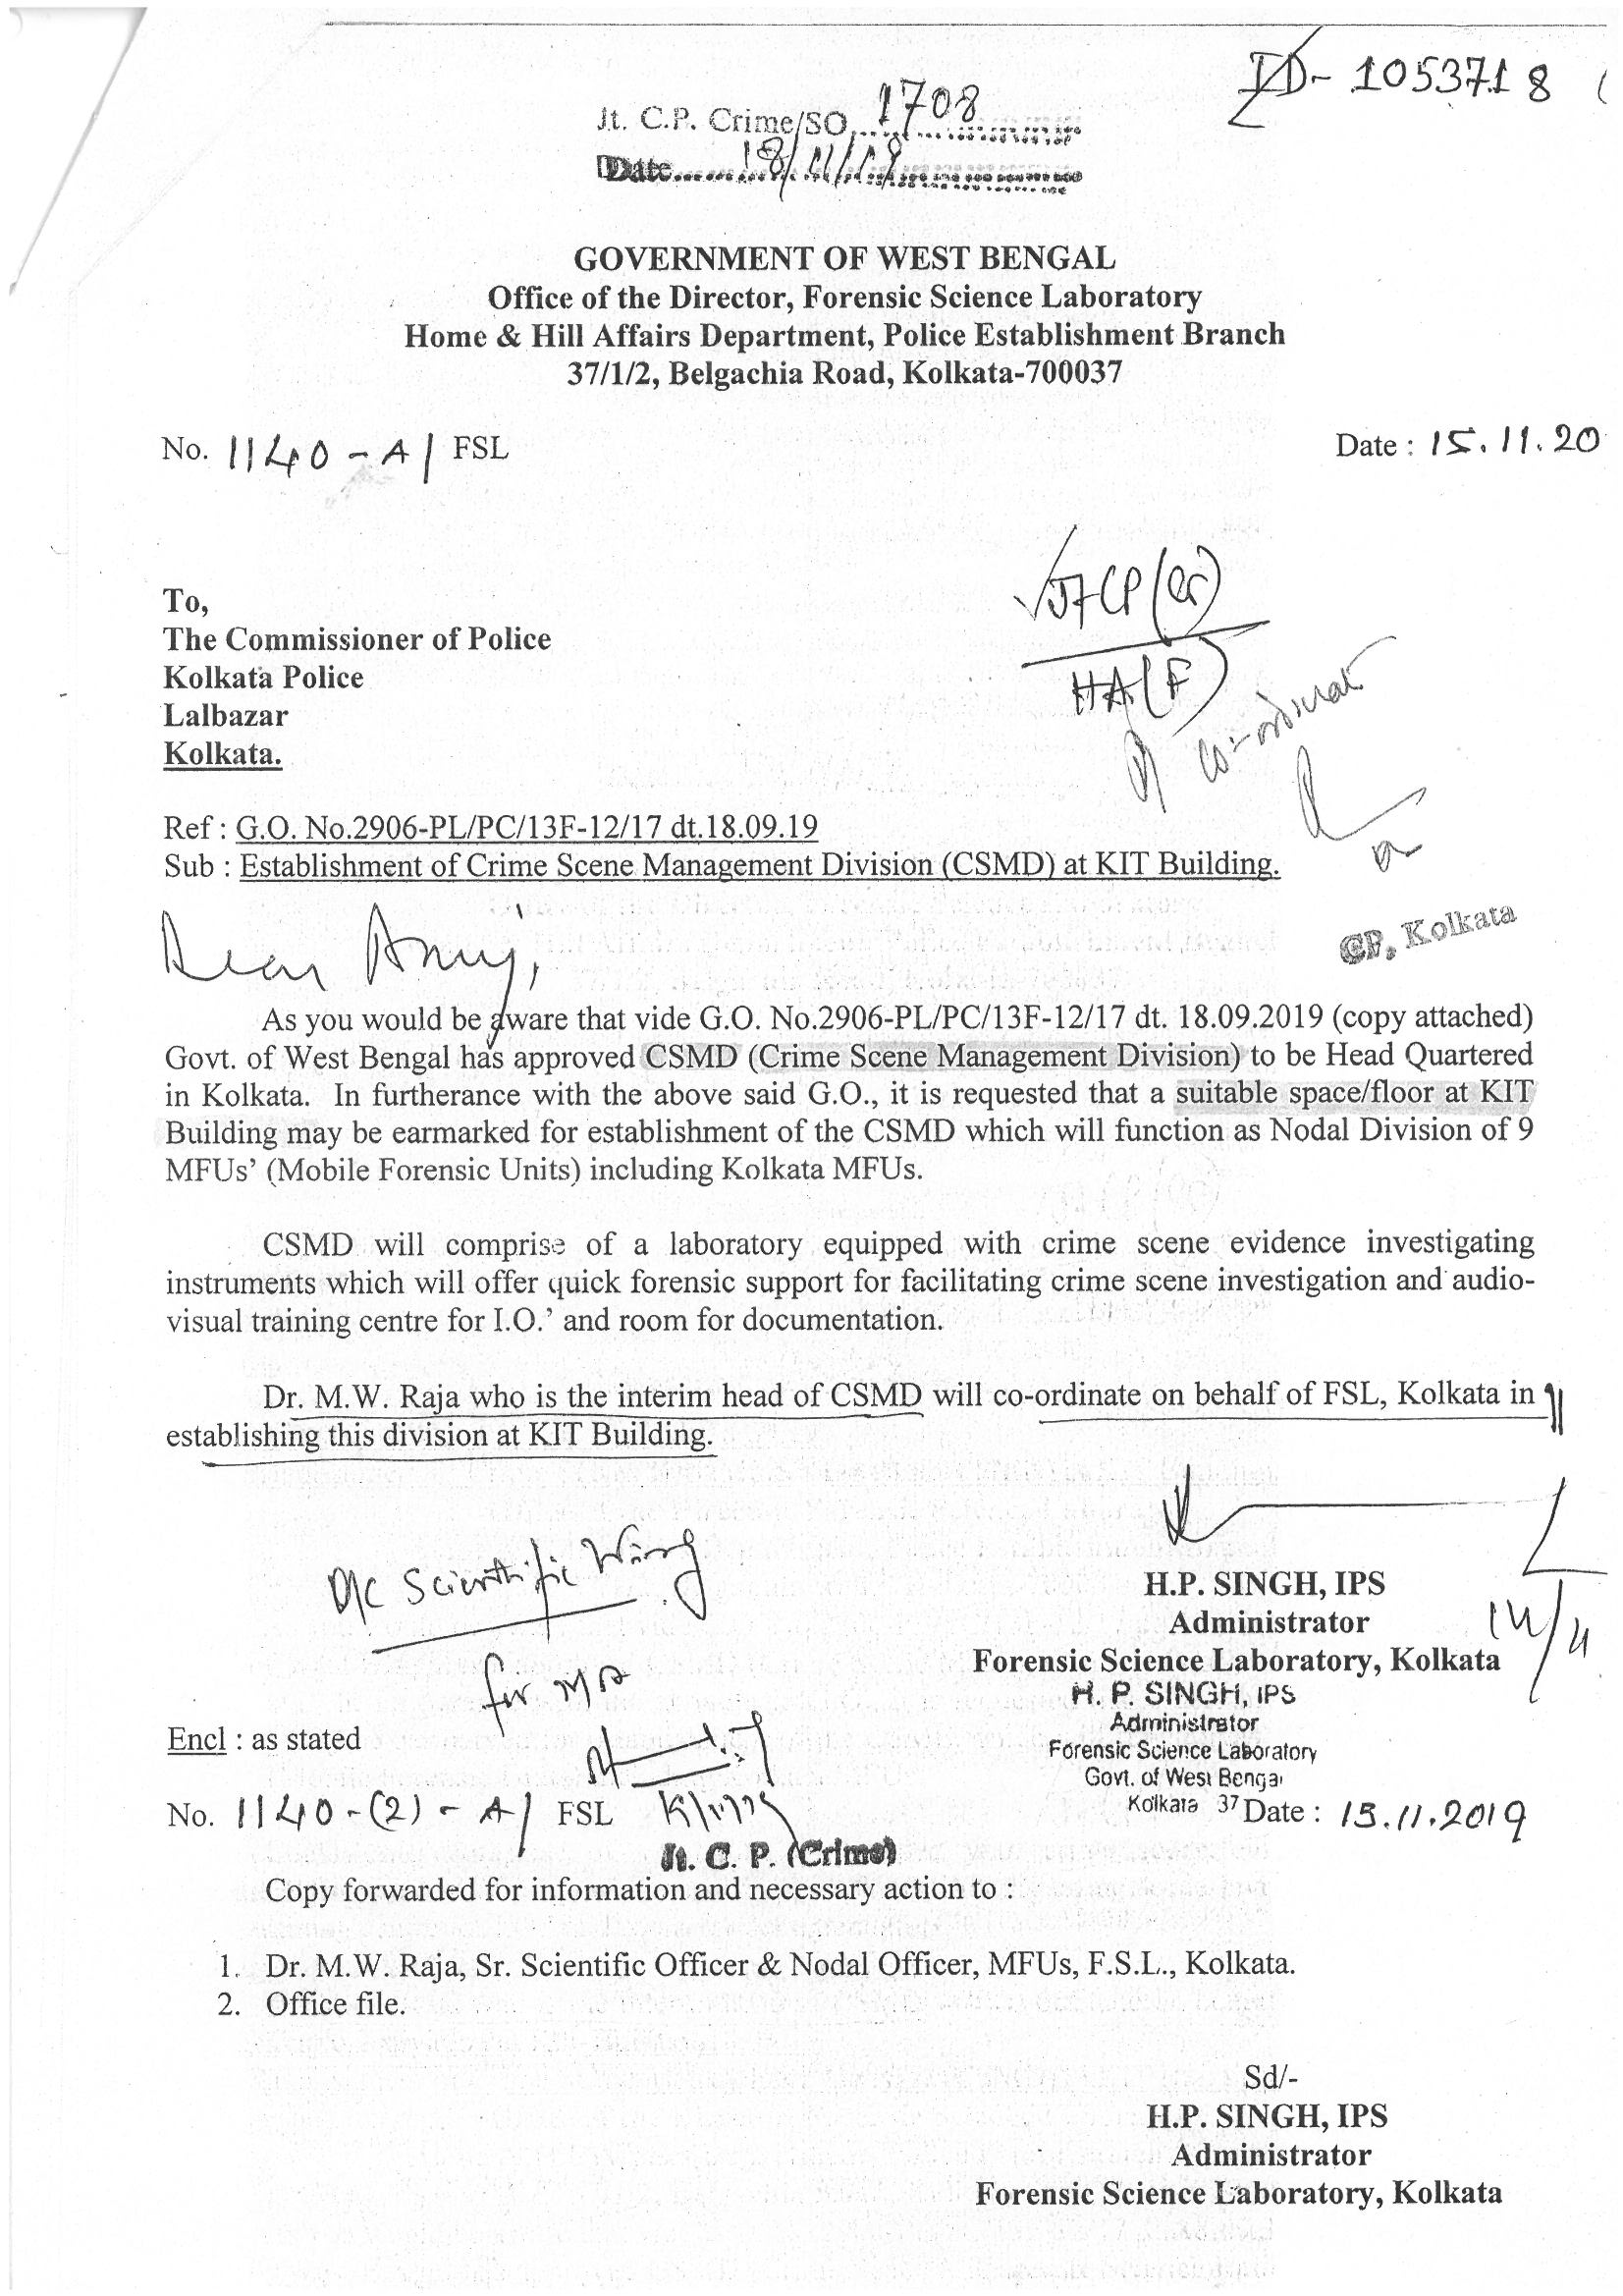 ID- 1053718
Jt. C.P. Crime/SO 1708
Date 18/11/19
GOVERNMENT OF WEST BENGAL
Office of the Director, Forensic Science Laboratory
Home & Hill Affairs Department, Police Establishment Branch
37/1/2, Belgachia Road, Kolkata-700037
No. 1140-A/ FSL
Date : 15.11.20
To,
The Commissioner of Police
Kolkata Police
Lalbazar
Kolkata.
JtCP(Cr)
HA(F)
co-ordinate
Ref : G.O. No.2906-PL/PC/13F-12/17 dt.18.09.19
Sub : Establishment of Crime Scene Management Division (CSMD) at KIT Building.
CP, Kolkata
Dear Anuj,
As you would be aware that vide G.O. No.2906-PL/PC/13F-12/17 dt. 18.09.2019 (copy attached)
Govt. of West Bengal has approved CSMD (Crime Scene Management Division) to be Head Quartered
in Kolkata. In furtherance with the above said G.O., it is requested that a suitable space/floor at KIT
Building may be earmarked for establishment of the CSMD which will function as Nodal Division of 9
MFUs’ (Mobile Forensic Units) including Kolkata MFUs.
CSMD will comprise of a laboratory equipped with crime scene evidence investigating
instruments which will offer quick forensic support for facilitating crime scene investigation and audio-
visual training centre for I.O.’ and room for documentation.
Dr. M.W. Raja who is the interim head of CSMD will co-ordinate on behalf of FSL, Kolkata in
establishing this division at KIT Building.
O/C Scientific Wing
for
H.P. SINGH, IPS
Administrator
14/11
Forensic Science Laboratory, Kolkata
H. P. SINGH, IPS
Administrator
Forensic Science Laboratory
Govt. of West Bengal
Kolkata 37
Encl : as stated
No. 1140-(2)-A/ FSL
Date : 15.11.2019
Jt. C. P. (Crime)
Copy forwarded for information and necessary action to :
1. Dr. M.W. Raja, Sr. Scientific Officer & Nodal Officer, MFUs, F.S.L., Kolkata.
2. Office file.
Sd/-
H.P. SINGH, IPS
Administrator
Forensic Science Laboratory, Kolkata